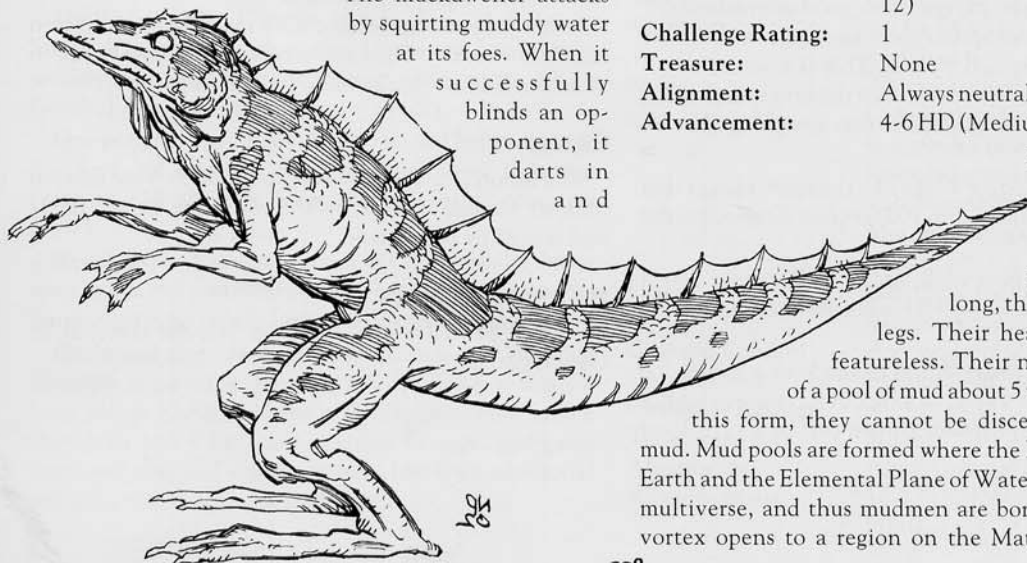 by squirting muddy water
at its foes. When it
successfully
blinds an op-
ponent, it
darts in
and
12)
Challenge Rating: 1
Treasure: None
Alignment: Always neutral
Advancement: 4-6 HD (Mediu
long, th
legs. Their he
featureless. Their
of a pool of mud about 5
this form, they cannot be disce
mud. Mud pools are formed where the
Earth and the Elemental Plane of Wate
multiverse, and thus mudmen are bor
vortex opens to a region on the Mat